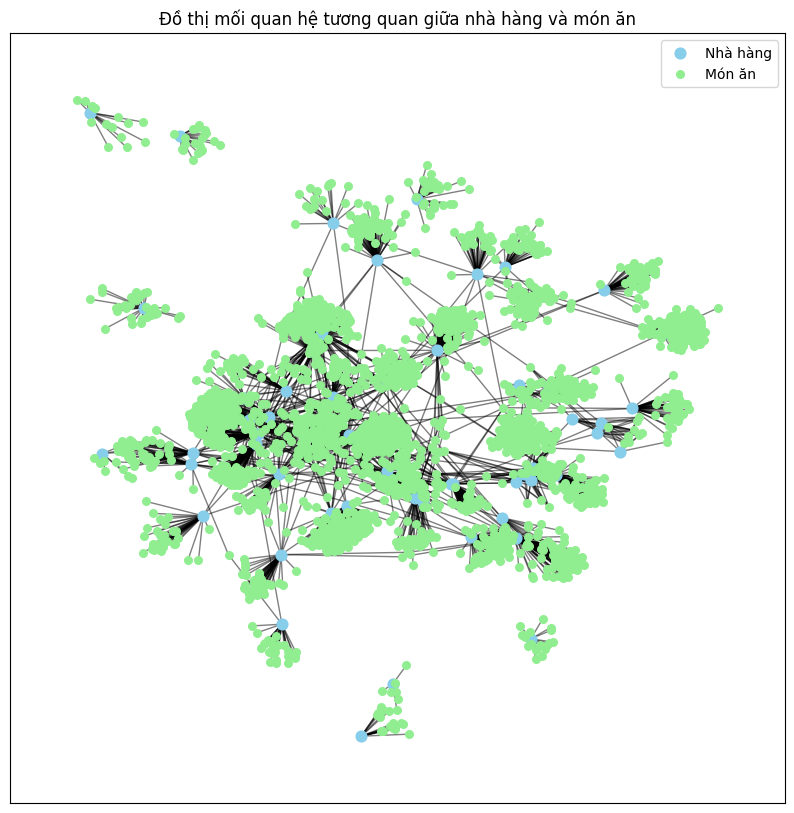 Đồ thị mối quan hệ tương quan giữa nhà hàng và món ăn
Nhà hàng
Món ăn